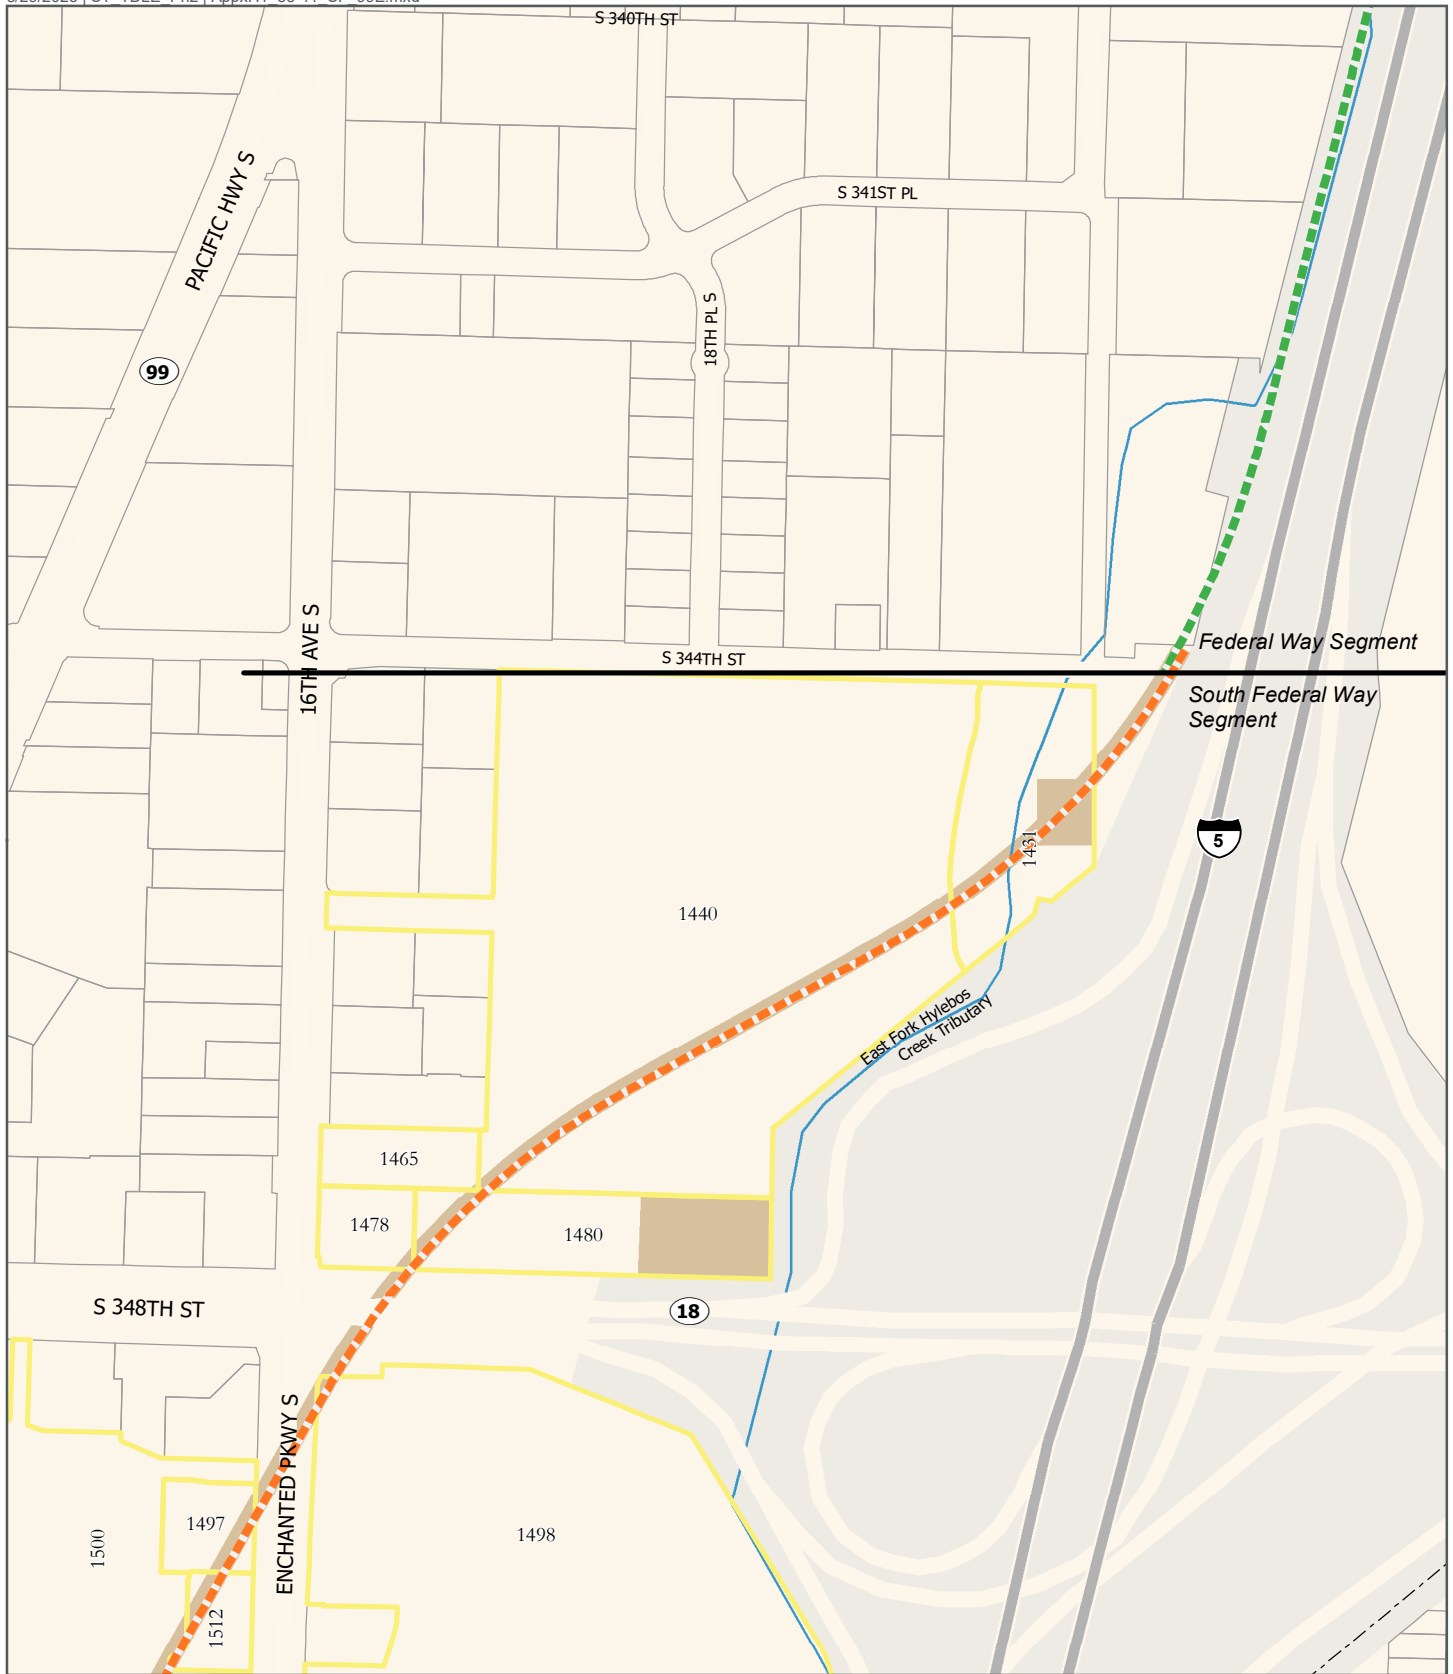 S 340TH ST
PACIFIC HWY S
S 341ST PL
18TH PL S
99
16TH AVE S
S 344TH ST
Federal Way Segment
South Federal Way
Segment
5
1431
1440
East Fork Hylebos
Creek Tributary
1465
1478
1480
S 348TH ST
18
ENCHANTED PKWY S
1497
1498
1500
1512